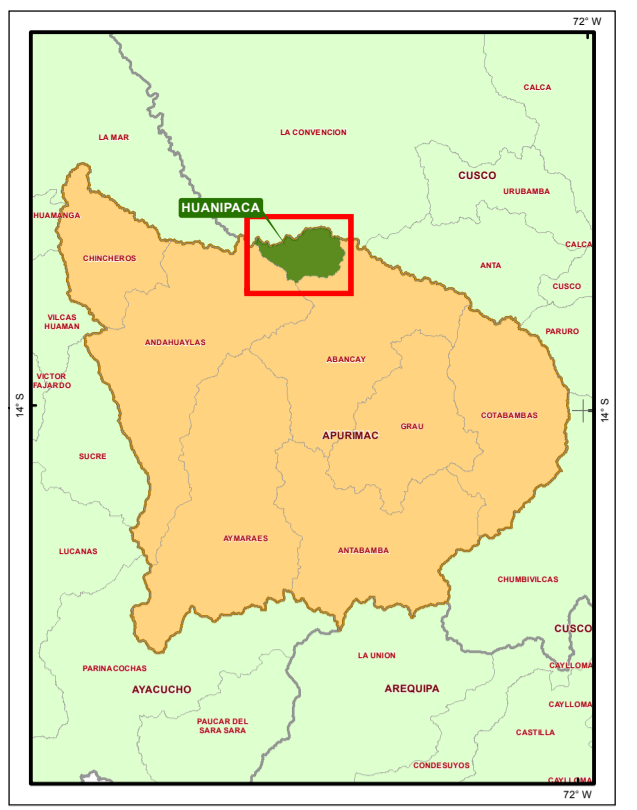 72° W
CALCA
LA CONVENCION
LA MAR
CUSCO
URUBAMBA
HUANIPACA
HUAMANGA
CALCA
CHINCHEROS
ANTA
CUSCO
VILCAS
HUAMAN
PARURO
ANDAHUAYLAS
ABANCAY
VICTOR
FAJARDO
14° S
14° S
COTABAMBAS
GRAU
APURIMAC
SUCRE
AYMARAES
ANTABAMBA
LUCANAS
CHUMBIVILCAS
CUSCO
LA UNION
CAYLLOMA
PARINACOCHAS
AYACUCHO
AREQUIPA
CAYLLOMA
PAUCAR DEL
SARA SARA
CASTILLA
CONDESUYOS
CAYLLOMA
72° W